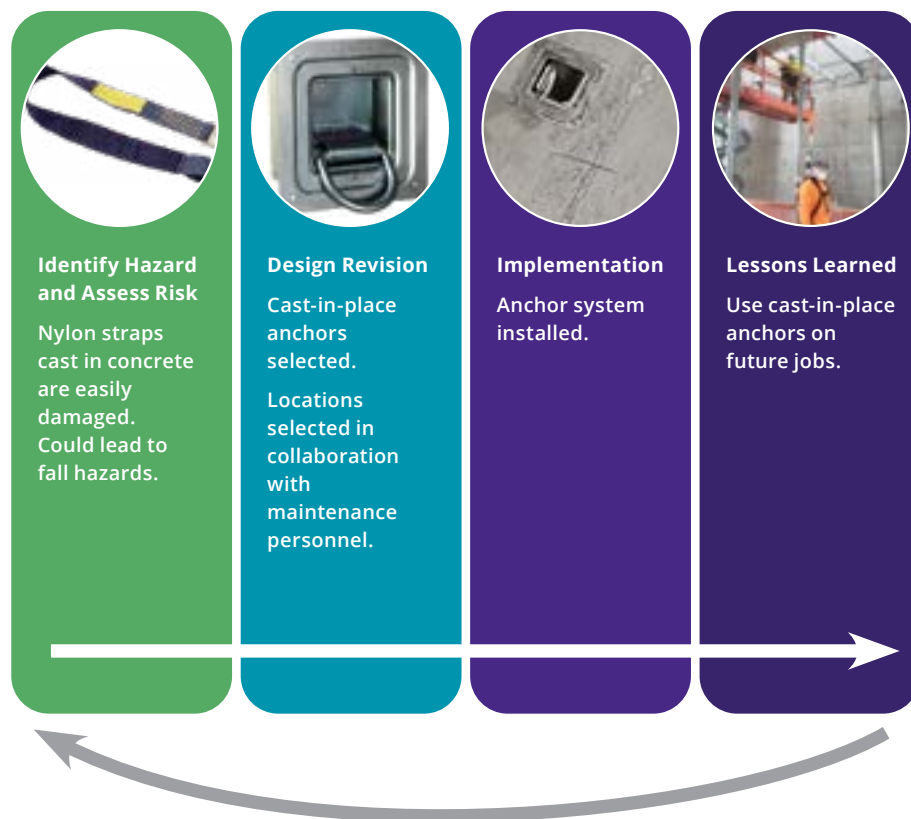 Identify Hazard
and Assess Risk
Nylon straps
cast in concrete
are easily
damaged.
Could lead to
fall hazards.
Design Revision
Cast-in-place
anchors
selected.
Locations
selected in
collaboration
with
maintenance
personnel.
Implementation
Anchor system
installed.
Lessons Learned
Use cast-in-place
anchors on
future jobs.